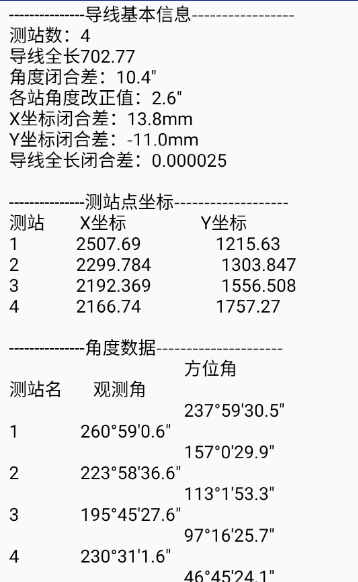 ---------------导线基本信息-----------------
测站数：4
导线全长702.77
角度闭合差：10.4"
各站角度改正值：2.6"
X坐标闭合差：13.8mm
Y坐标闭合差：-11.0mm
导线全长闭合差：0.000025
---------------测站点坐标-------------------
测站 X坐标 Y坐标
1 2507.69 1215.63
2 2299.784 1303.847
3 2192.369 1556.508
4 2166.74 1757.27
---------------角度数据---------------------
方位角
测站名 观测角
237°59'30.5"
1 260°59'0.6"
157°0'29.9"
2 223°58'36.6"
113°1'53.3"
3 195°45'27.6"
97°16'25.7"
4 230°31'1.6"
46°45'24.1"